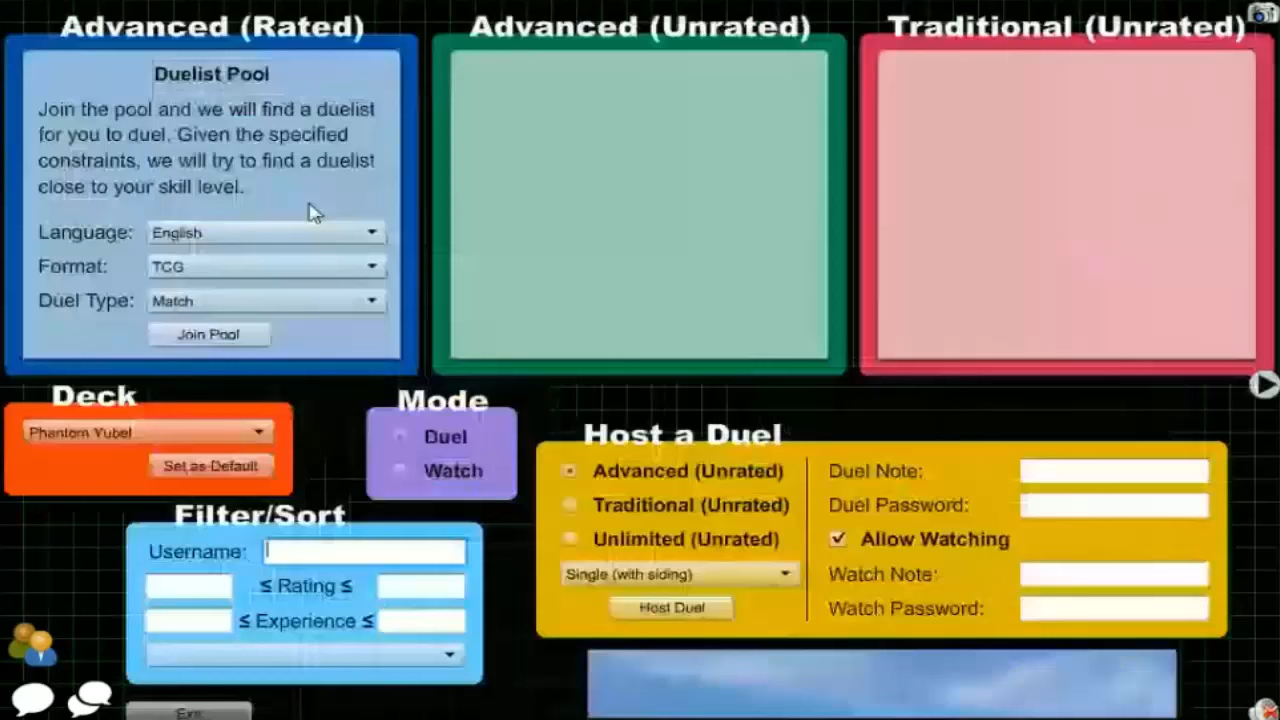 Advanced (Rated)
Duelist Pool
Join the pool and we will find a duelist
for you to duel. Given the specified
constraints, we will try to find a duelist
close to your skill level.
Language: English
Format: TCG
Duel Type: Match
Join Pool
Advanced (Unrated)
Traditional (Unrated)
Deck
Phantom Yubel
Set as Default
Mode
Duel
Watch
Filter/Sort
Username:
≤ Rating ≤
≤ Experience ≤
Host a Duel
Advanced (Unrated)
Traditional (Unrated)
Unlimited (Unrated)
Single (with siding)
Host Duel
Duel Note:
Duel Password:
Allow Watching
Watch Note:
Watch Password:
Exit